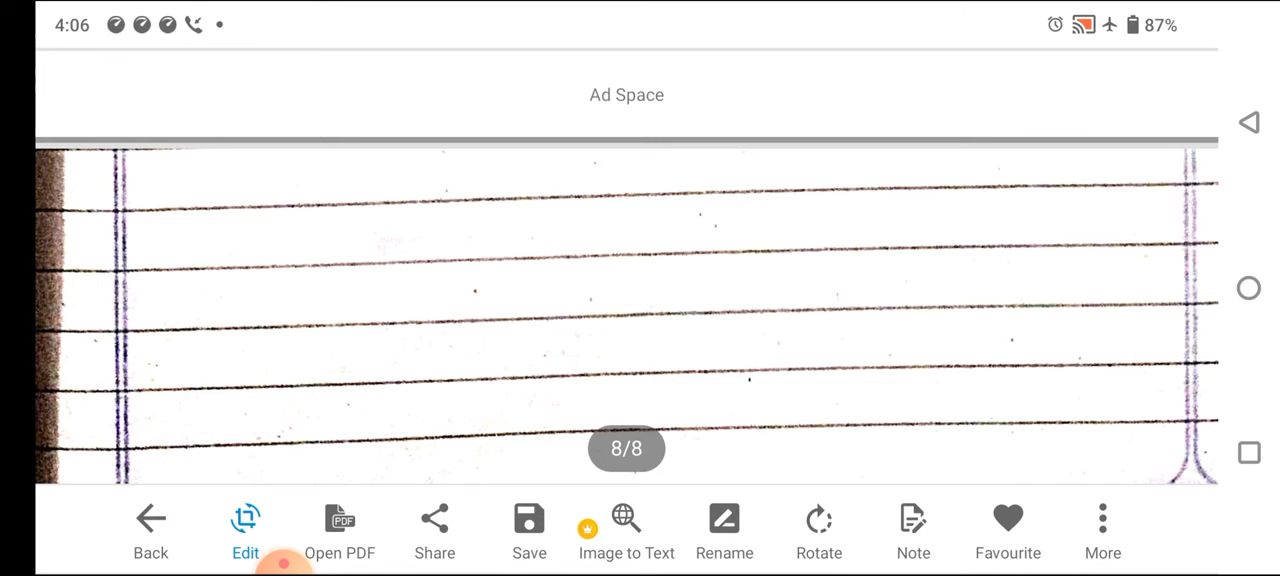 4:06 87%
Ad Space
8/8
Back Edit Open PDF Share Save Image to Text Rename Rotate Note Favourite More
PDF